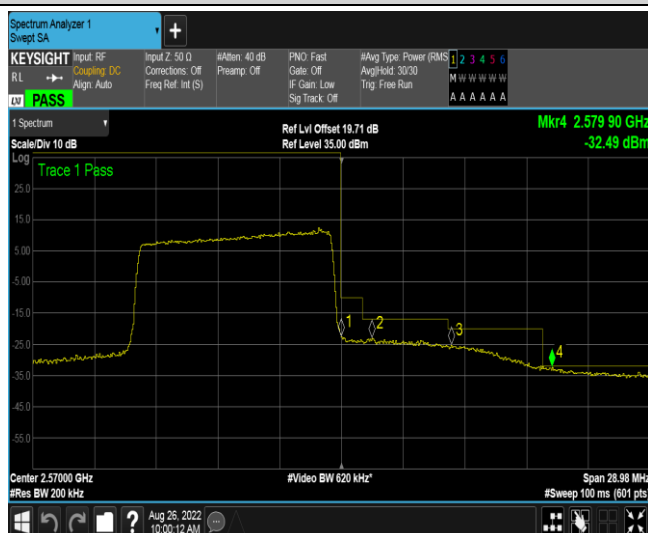 Spectrum Analyzer 1
Swept SA
KEYSIGHT
RL
LXI PASS
Input: RF
Coupling: DC
Align: Auto
Input Z: 50 Ω
Corrections: Off
Freq Ref: Int (S)
#Atten: 40 dB
Preamp: Off
PNO: Fast
Gate: Off
IF Gain: Low
Sig Track: Off
#Avg Type: Power (RMS
Avg|Hold: 30/30
Trig: Free Run
1 2 3 4 5 6
M W W W W W
A A A A A A
1 Spectrum
Scale/Div 10 dB
Ref Lvl Offset 19.71 dB
Ref Level 35.00 dBm
Mkr4 2.579 90 GHz
-32.49 dBm
Log
Trace 1 Pass
25.0
15.0
5.00
-5.00
-15.0
-25.0
-35.0
-45.0
-55.0
1
2
3
4
Center 2.57000 GHz
#Res BW 200 kHz
#Video BW 620 kHz*
Span 28.98 MHz
#Sweep 100 ms (601 pts)
?
Aug 26, 2022
10:00:12 AM